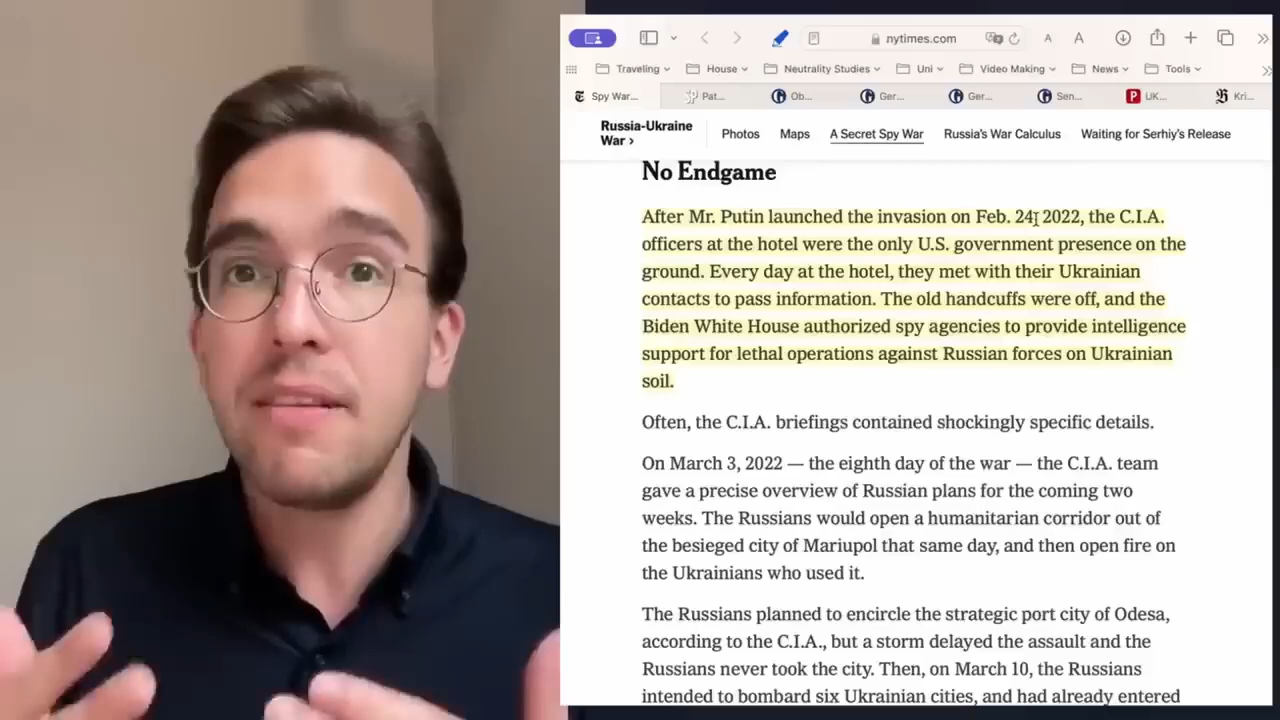 nytimes.com
A A
Traveling House Neutrality Studies Uni Video Making News Tools
Spy War... Pat... Ob... Ger... Ger... Sen... UK... Kri...
Russia-Ukraine
War › Photos Maps A Secret Spy War Russia's War Calculus Waiting for Serhiy's Release
No Endgame
After Mr. Putin launched the invasion on Feb. 24, 2022, the C.I.A.
officers at the hotel were the only U.S. government presence on the
ground. Every day at the hotel, they met with their Ukrainian
contacts to pass information. The old handcuffs were off, and the
Biden White House authorized spy agencies to provide intelligence
support for lethal operations against Russian forces on Ukrainian
soil.
Often, the C.I.A. briefings contained shockingly specific details.
On March 3, 2022 — the eighth day of the war — the C.I.A. team
gave a precise overview of Russian plans for the coming two
weeks. The Russians would open a humanitarian corridor out of
the besieged city of Mariupol that same day, and then open fire on
the Ukrainians who used it.
The Russians planned to encircle the strategic port city of Odesa,
according to the C.I.A., but a storm delayed the assault and the
Russians never took the city. Then, on March 10, the Russians
intended to bombard six Ukrainian cities, and had already entered